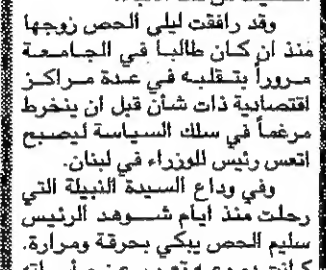 وقد رافقت ليلى الحص زوجها
منذ ان كان طالبا في الجامعة
مروراً بتقلبه في عدة مراكز
اقتصادية ذات شأن قبل ان ينخرط
مرغماً في سلك السياسة ليصبح
اتعس رئيس للوزراء في لبنان.
وفي وداع السيدة النبيلة التي
رحلت منذ ايام شوهد الرئيس
سليم الحص يبكي بحرقة ومرارة.